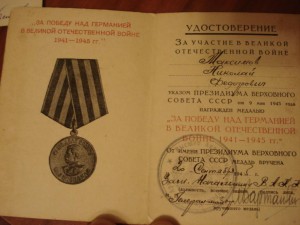 „ЗА ПОБЕДУ НАД ГЕРМАНИЕЙ
В ВЕЛИКОЙ ОТЕЧЕСТВЕННОЙ ВОЙНЕ
1941—1945 гг.“
УДОСТОВЕРЕНИЕ
ЗА УЧАСТИЕ В ВЕЛИКОЙ
ОТЕЧЕСТВЕННОЙ ВОЙНЕ
Максимов
Николай
Федорович
УКАЗОМ ПРЕЗИДИУМА ВЕРХОВНОГО
СОВЕТА СССР от 9 мая 1945 года
НАГРАЖДЕН МЕДАЛЬЮ
„ЗА ПОБЕДУ НАД ГЕРМАНИЕЙ
В ВЕЛИКОЙ ОТЕЧЕСТВЕННОЙ
ВОЙНЕ 1941—1945 гг.“
От имени ПРЕЗИДИУМА ВЕРХОВНОГО
СОВЕТА СССР МЕДАЛЬ ВРУЧЕНА
Сентября